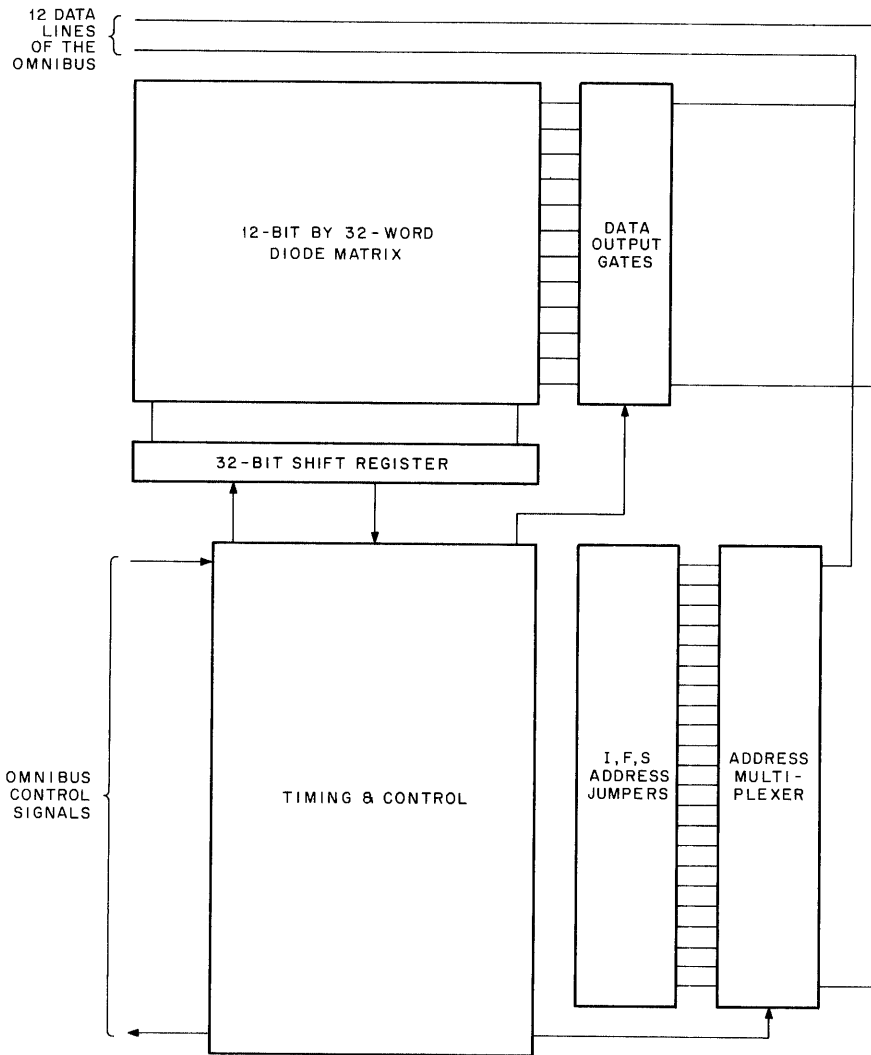 12 DATA
LINES
OF THE
OMNIBUS
12-BIT BY 32-WORD
DIODE MATRIX
DATA
OUTPUT
GATES
32-BIT SHIFT REGISTER
OMNIBUS
CONTROL
SIGNALS
TIMING & CONTROL
I,F,S
ADDRESS
JUMPERS
ADDRESS
MULTI-
PLEXER